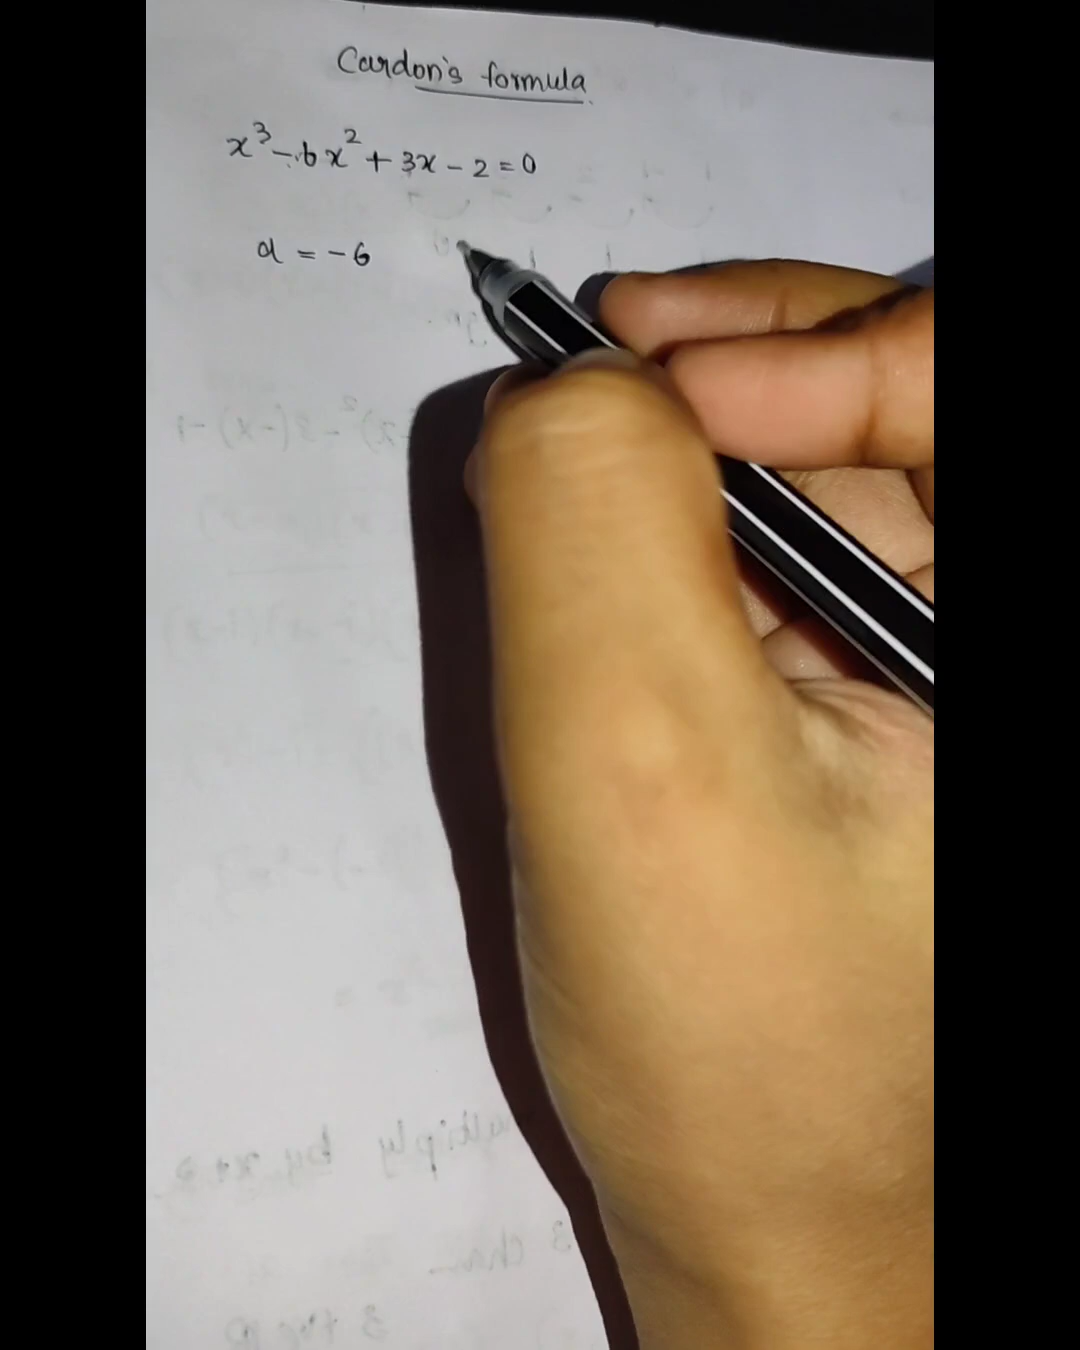 Cardon's formula
x³ - 6x² + 3x - 2 = 0
a = -6